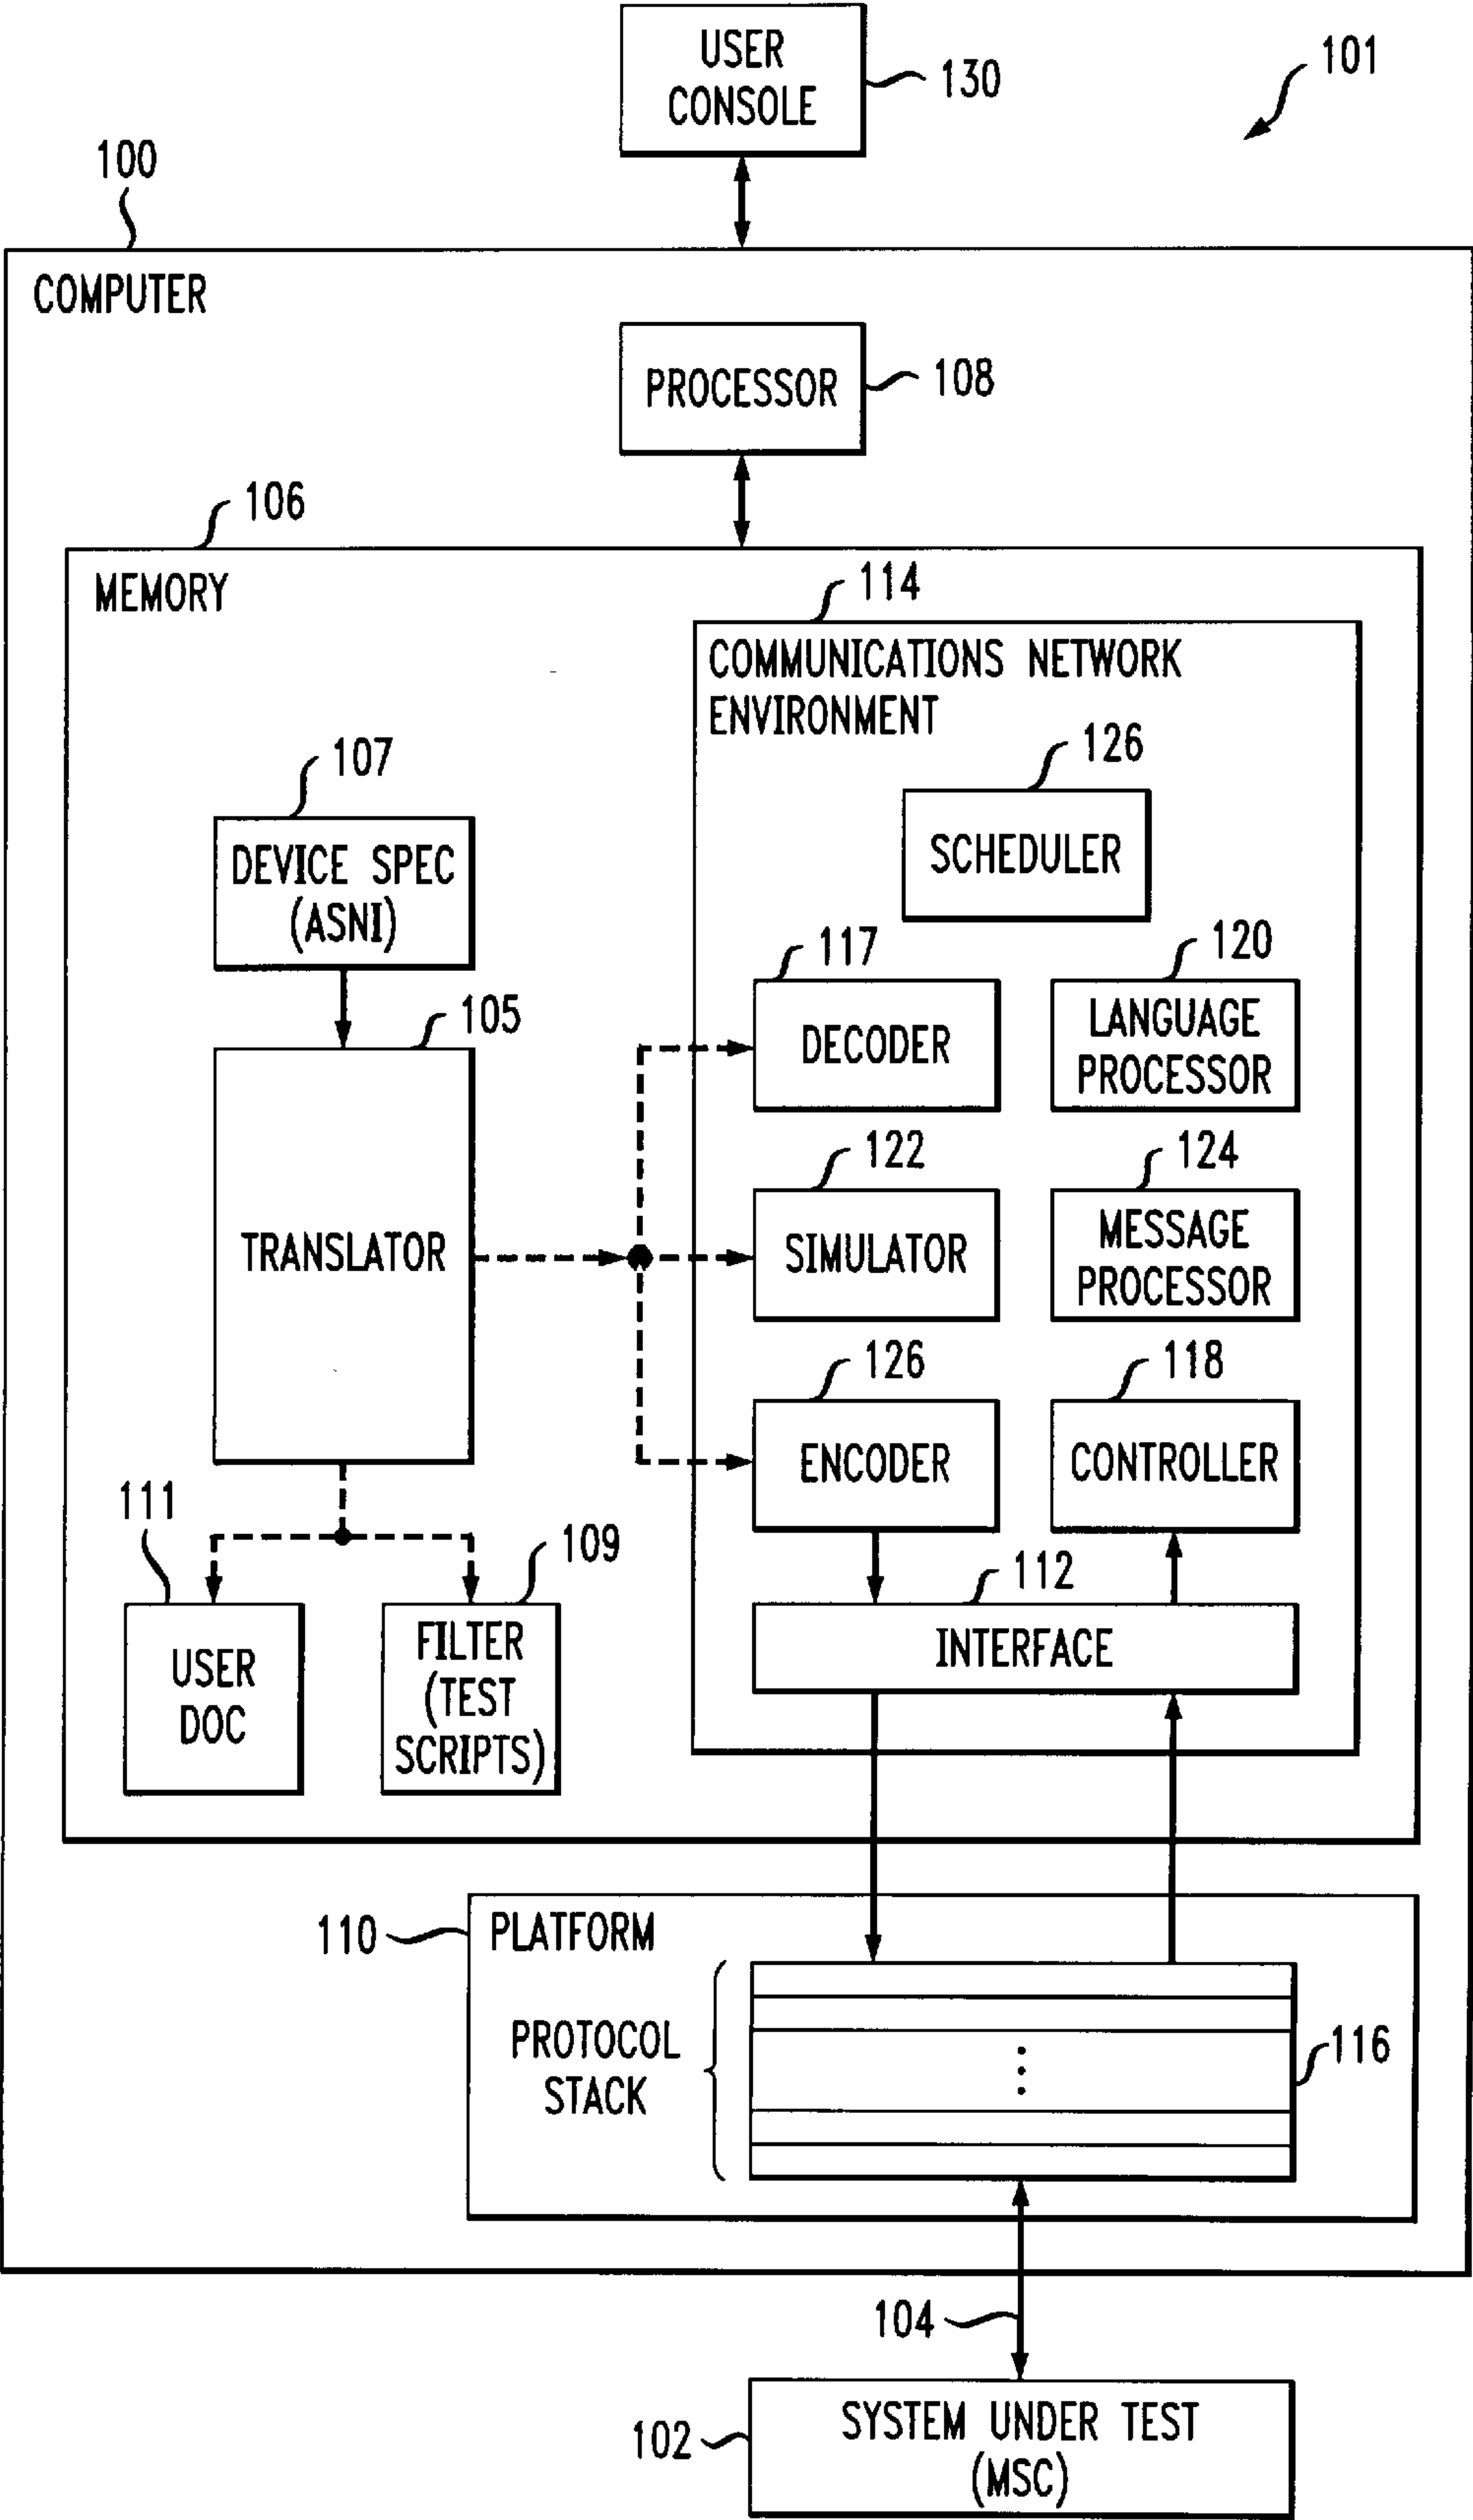 USER
CONSOLE
130
101
100
COMPUTER
PROCESSOR
108
106
MEMORY
114
COMMUNICATIONS NETWORK
ENVIRONMENT
107
126
DEVICE SPEC
(ASNI)
SCHEDULER
117
120
105
DECODER
LANGUAGE
PROCESSOR
122
124
TRANSLATOR
SIMULATOR
MESSAGE
PROCESSOR
126
118
ENCODER
CONTROLLER
111
109
112
USER
DOC
FILTER
(TEST
SCRIPTS)
INTERFACE
110
PLATFORM
PROTOCOL
STACK
116
104
102
SYSTEM UNDER TEST
(MSC)